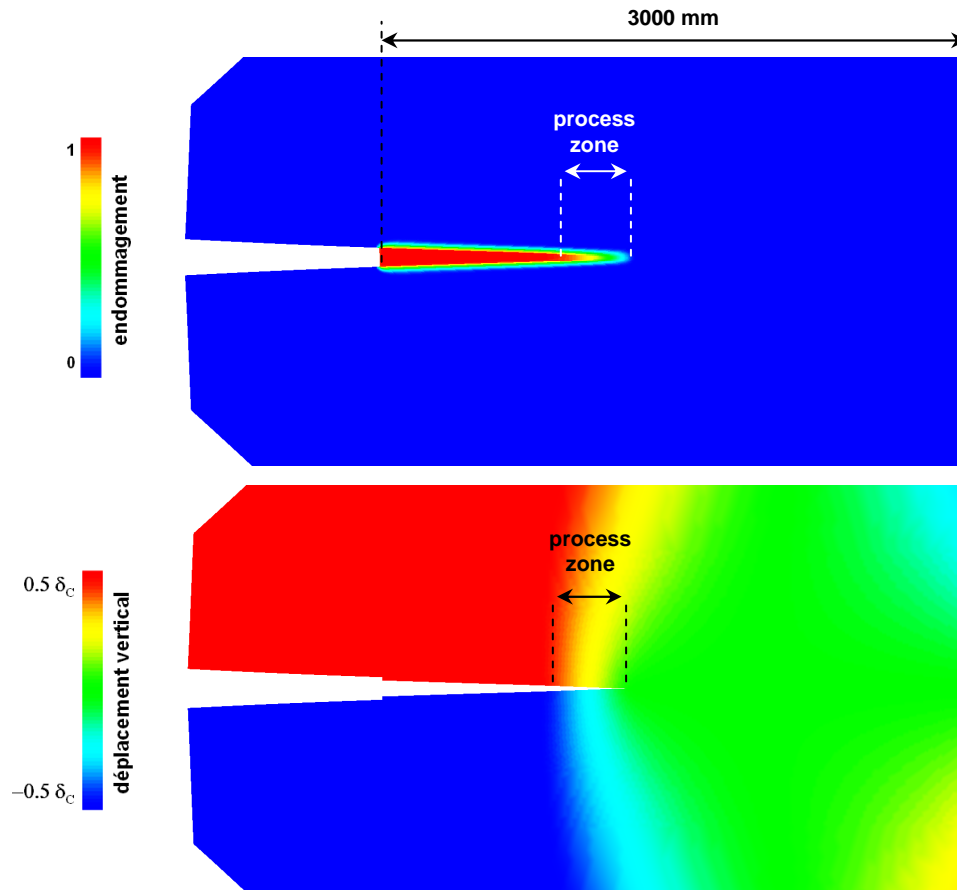 3000 mm
process
zone
1
endommagement
0
process
zone
0.5 δC
déplacement vertical
−0.5 δC